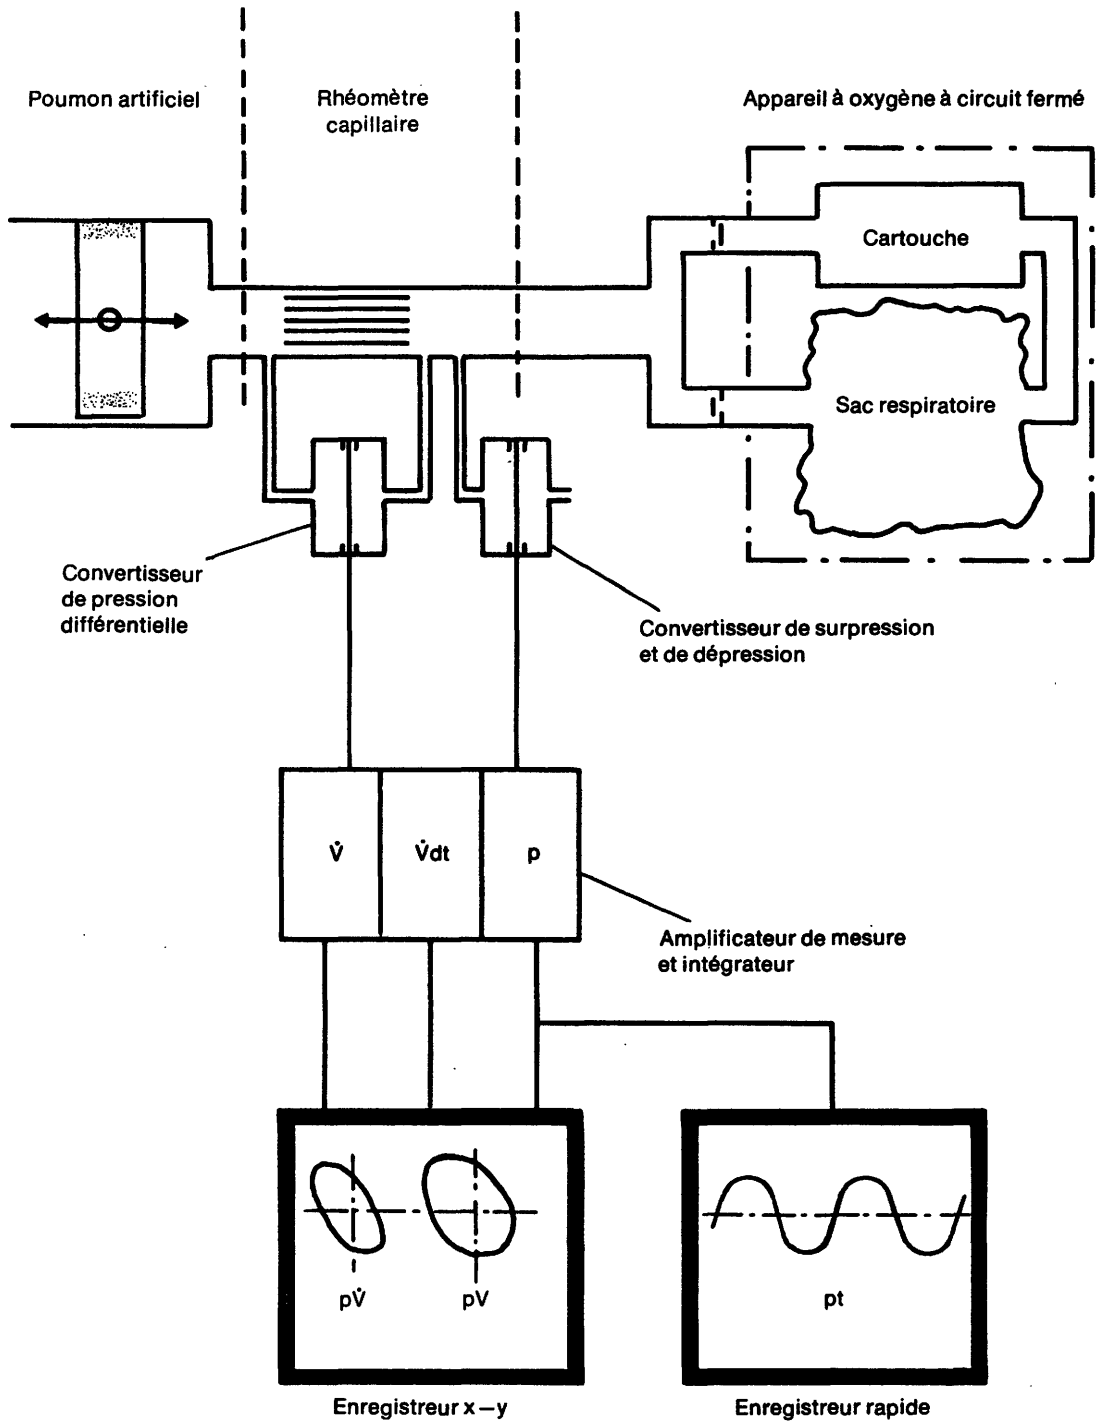 Poumon artificiel
Rhéomètre
capillaire
Appareil à oxygène à circuit fermé
Cartouche
Sac respiratoire
Convertisseur
de pression
différentielle
Convertisseur de surpression
et de dépression
V̇
V̇dt
p
Amplificateur de mesure
et intégrateur
pV̇
pV
pt
Enregistreur x–y
Enregistreur rapide